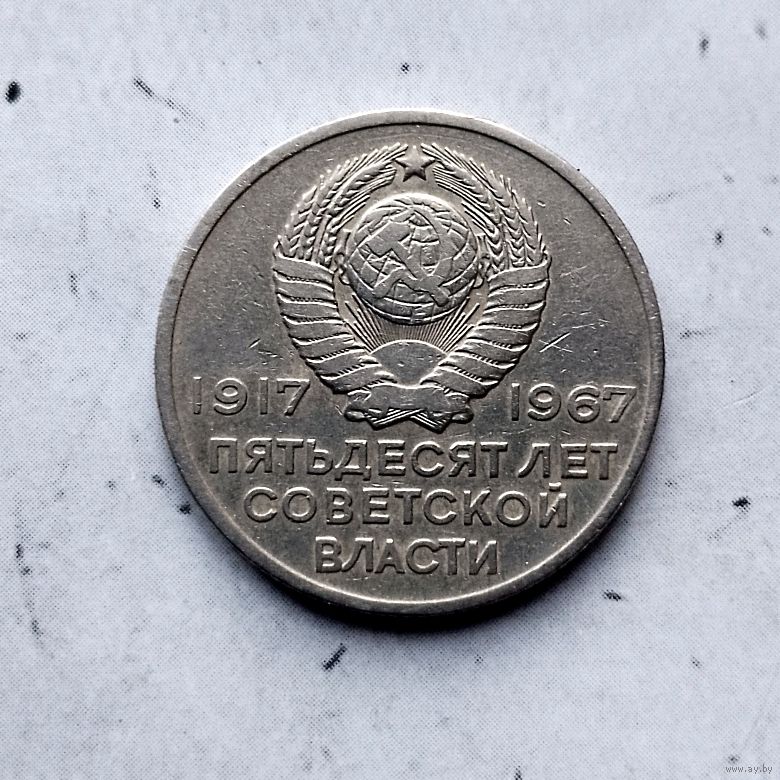 1917 1967
ПЯТЬДЕСЯТ ЛЕТ
СОВЕТСКОЙ
ВЛАСТИ
www.ay.by